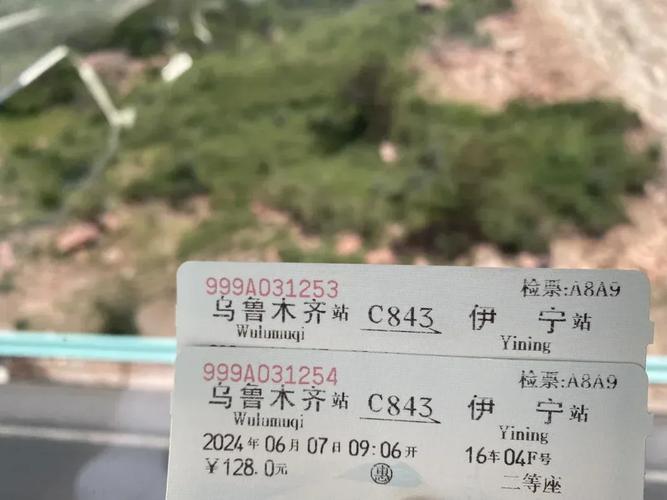 999A031253 检票:A8A9
乌鲁木齐站 C843 伊宁站
Wulumuqi Yining
999A031254 检票:A8A9
乌鲁木齐站 C843 伊宁站
Wulumuqi Yining
2024年06月07日09:06开 16车04F号
￥128.0元 惠 二等座